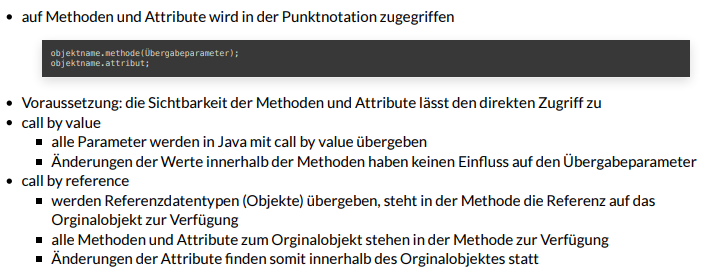 • auf Methoden und Attribute wird in der Punktnotation zugegriffen
objektname.methode(Übergabeparameter);
objektname.attribut;
• Voraussetzung: die Sichtbarkeit der Methoden und Attribute lässt den direkten Zugriff zu
• call by value
▪ alle Parameter werden in Java mit call by value übergeben
▪ Änderungen der Werte innerhalb der Methoden haben keinen Einfluss auf den Übergabeparameter
• call by reference
▪ werden Referenzdatentypen (Objekte) übergeben, steht in der Methode die Referenz auf das
Orginalobjekt zur Verfügung
▪ alle Methoden und Attribute zum Orginalobjekt stehen in der Methode zur Verfügung
▪ Änderungen der Attribute finden somit innerhalb des Orginalobjektes statt